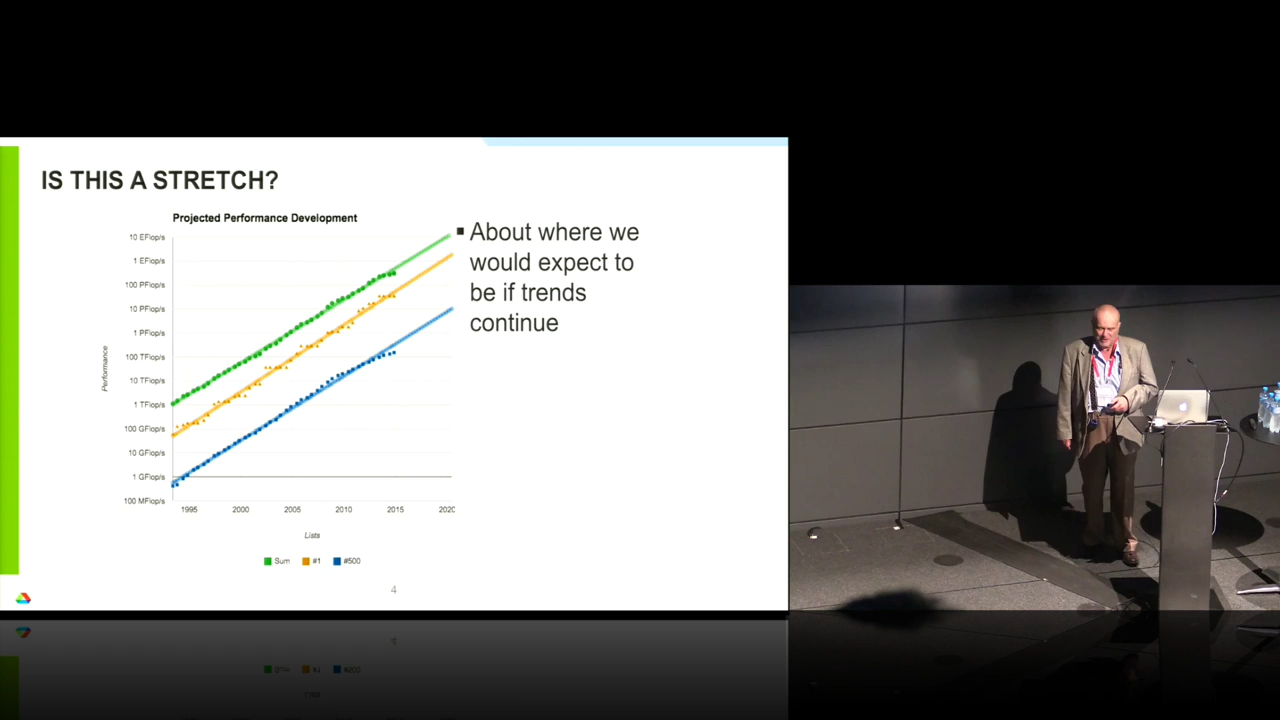 IS THIS A STRETCH?
Projected Performance Development
10 EFlop/s
1 EFlop/s
100 PFlop/s
10 PFlop/s
1 PFlop/s
100 TFlop/s
10 TFlop/s
1 TFlop/s
100 GFlop/s
10 GFlop/s
1 GFlop/s
100 MFlop/s
Performance
1995 2000 2005 2010 2015 2020
Lists
Sum #1 #500
■ About where we
would expect to
be if trends
continue
4